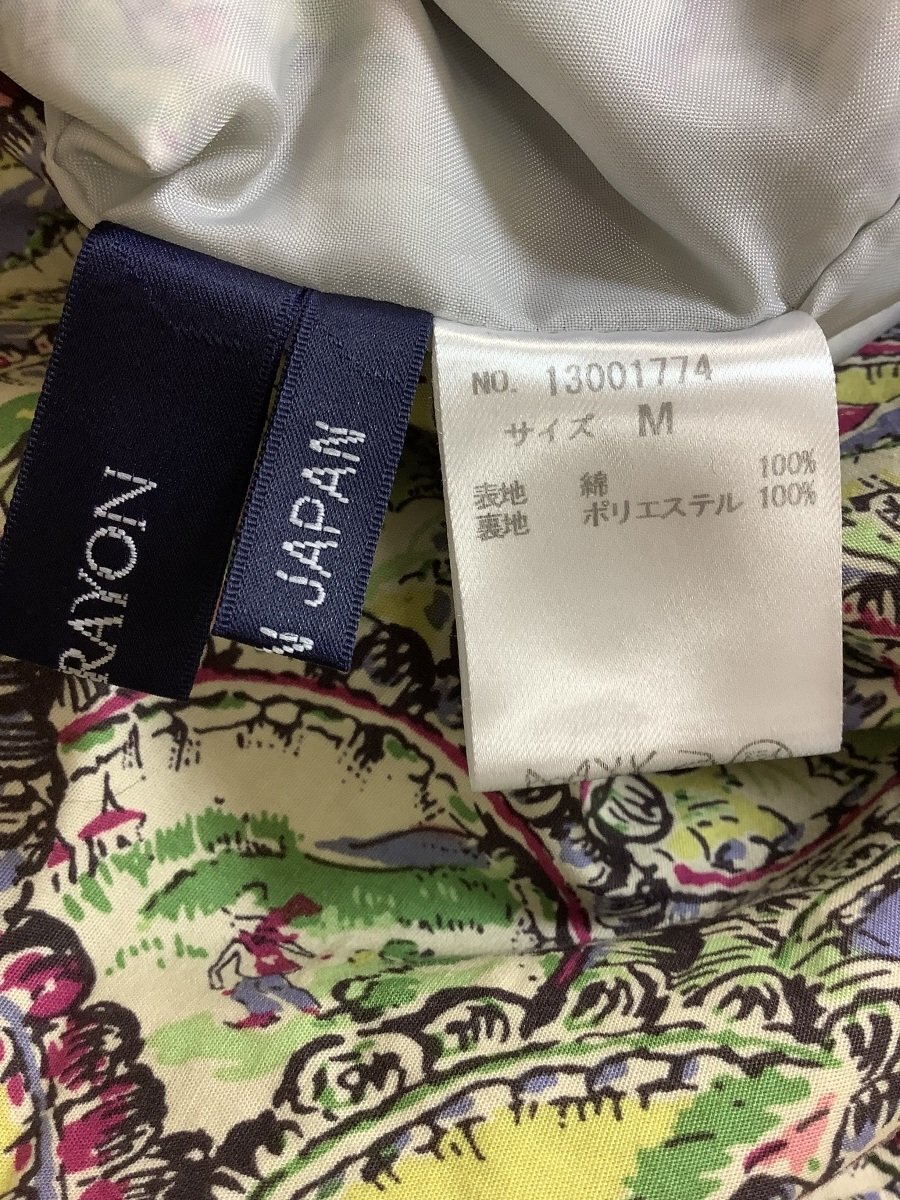 RAYON
JAPAN
NO. 13001774
サイズ M
表地 綿 100%
裏地 ポリエステル 100%